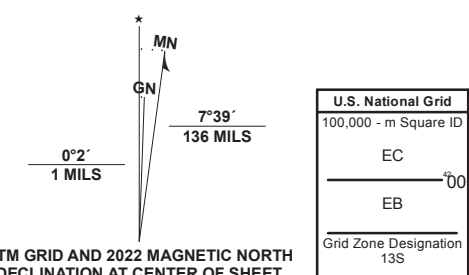 ★
MN
GN
7°39´
136 MILS
0°2´
1 MILS
TM GRID AND 2022 MAGNETIC NORTH
DECLINATION AT CENTER OF SHEET
U.S. National Grid
100,000 - m Square ID
EC
4200
EB
Grid Zone Designation
13S